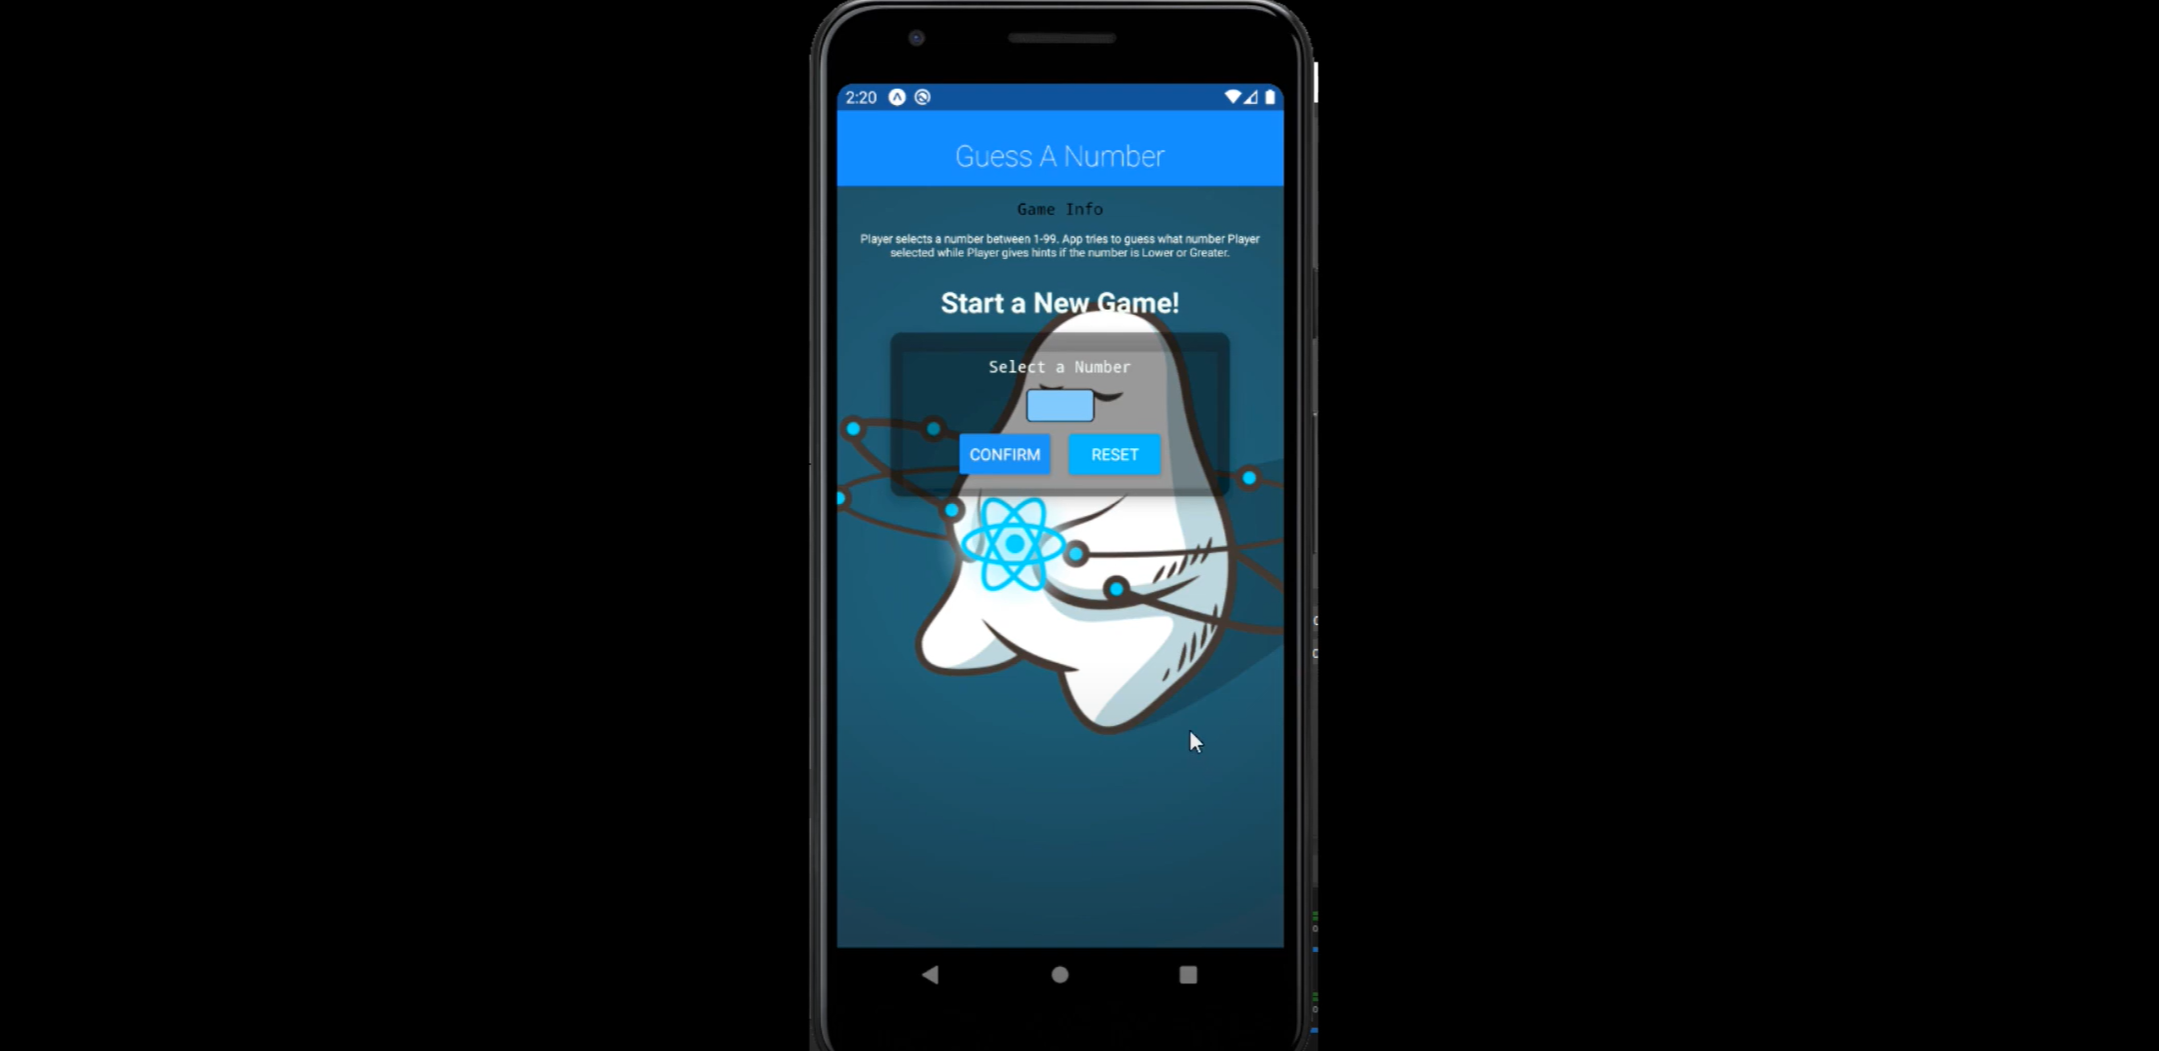 2:20
Guess A Number
Game Info
Player selects a number between 1-99. App tries to guess what number Player
selected while Player gives hints if the number is Lower or Greater.
Start a New Game!
Select a Number
CONFIRM RESET